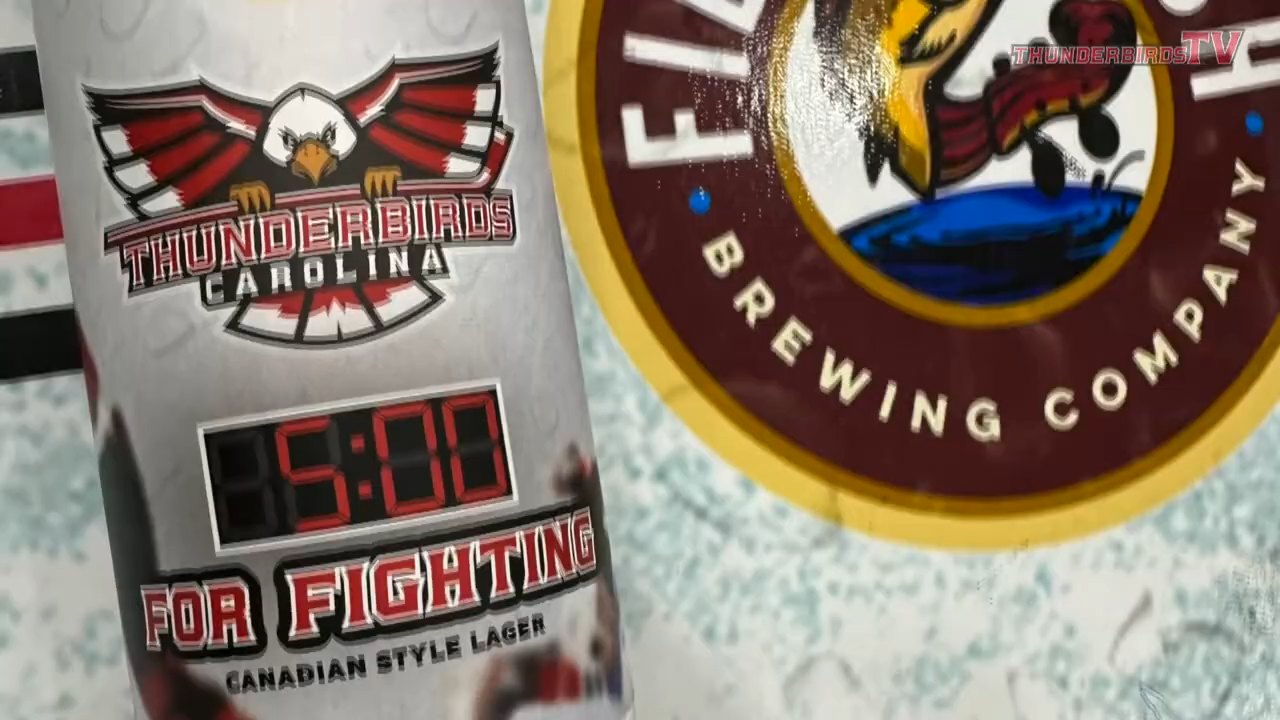 THUNDERBIRDS
CAROLINA
5:00
FOR FIGHTING
CANADIAN STYLE LAGER
BREWING COMPANY
THUNDERBIRDSTV